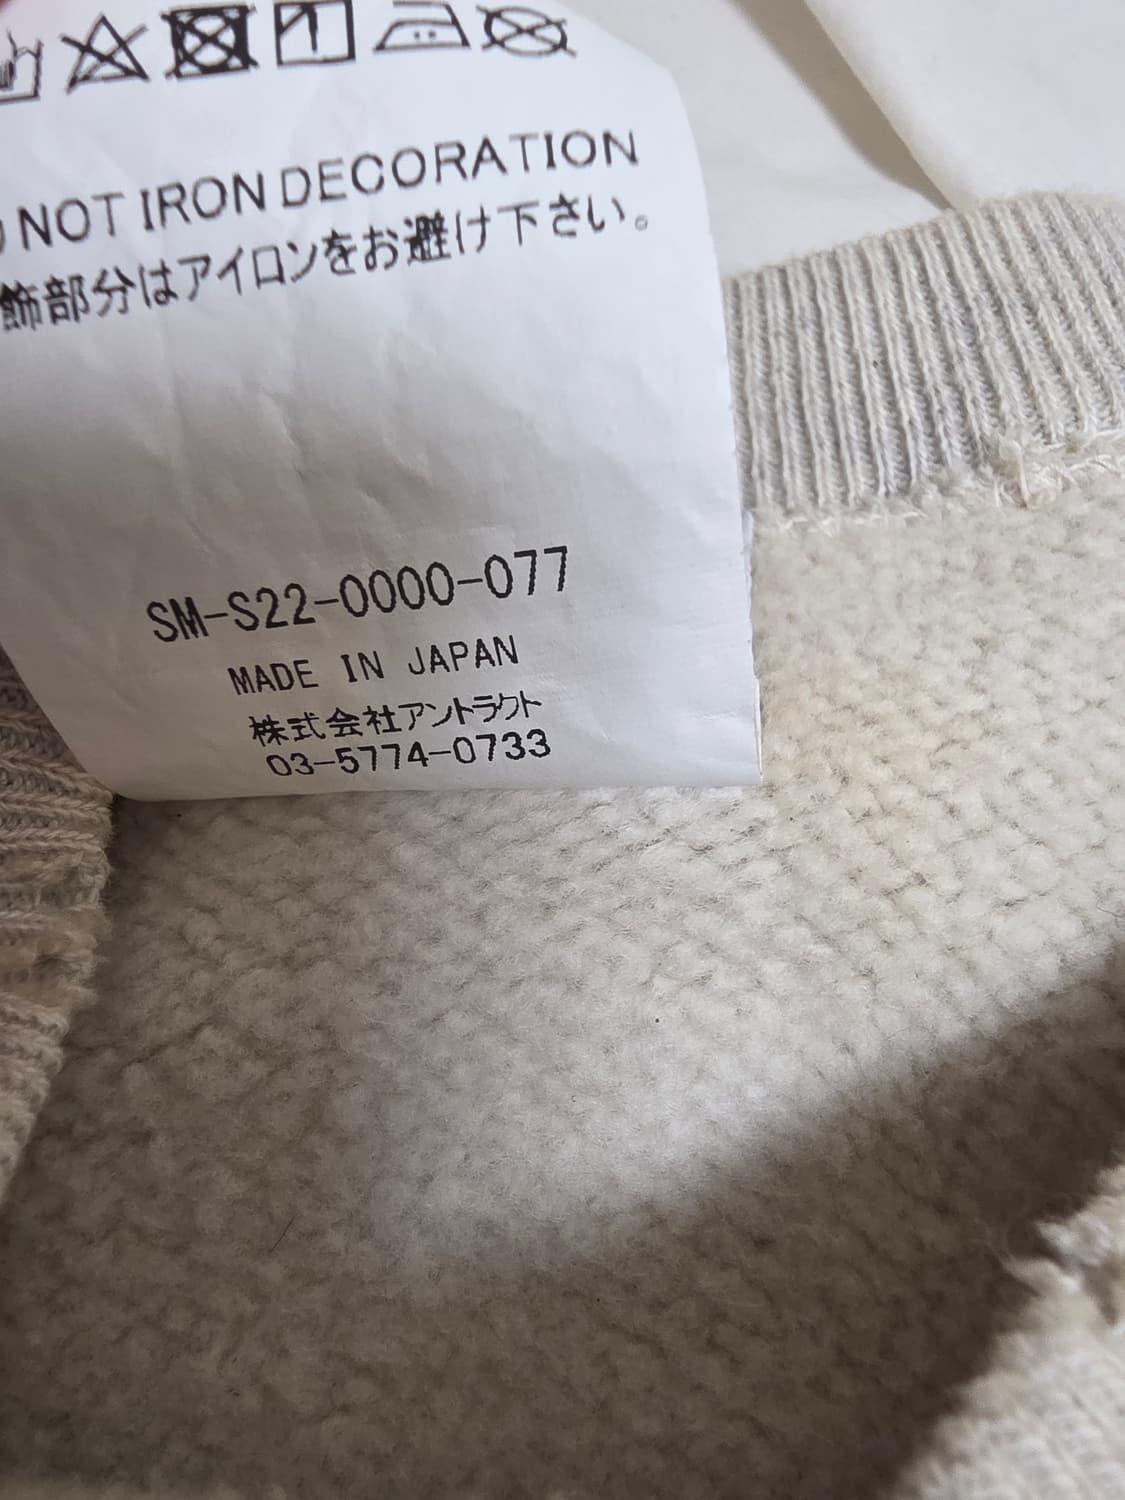 NOT IRON DECORATION
飾部分はアイロンをお避け下さい。
SM-S22-0000-077
MADE IN JAPAN
株式会社アントラクト
03-5774-0733